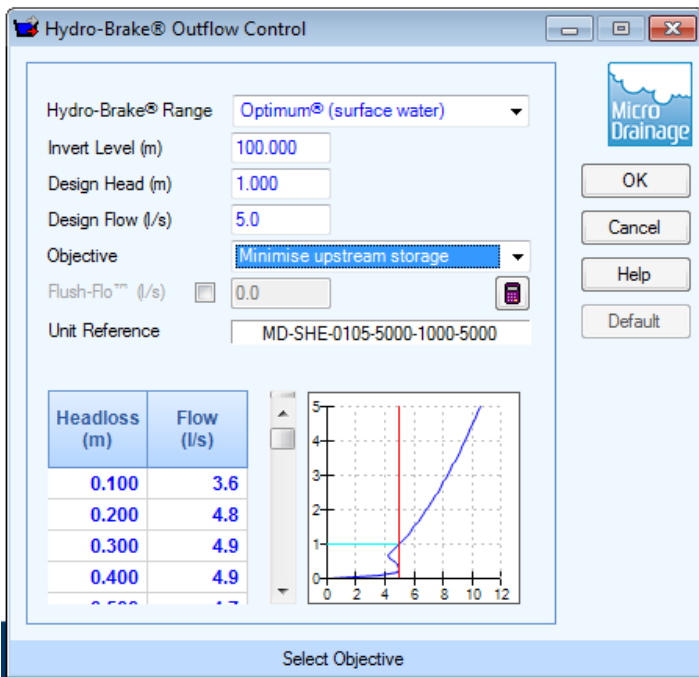 Hydro-Brake® Outflow Control
Hydro-Brake® Range Optimum® (surface water)
Invert Level (m) 100.000
Design Head (m) 1.000
Design Flow (l/s) 5.0
Objective Minimise upstream storage
Flush-Flo™ (l/s) 0.0
Unit Reference MD-SHE-0105-5000-1000-5000
Micro
Drainage
OK
Cancel
Help
Default
Headloss (m) Flow (l/s)
0.100 3.6
0.200 4.8
0.300 4.9
0.400 4.9
5
4
3
2
1
0
0 2 4 6 8 10 12
Select Objective